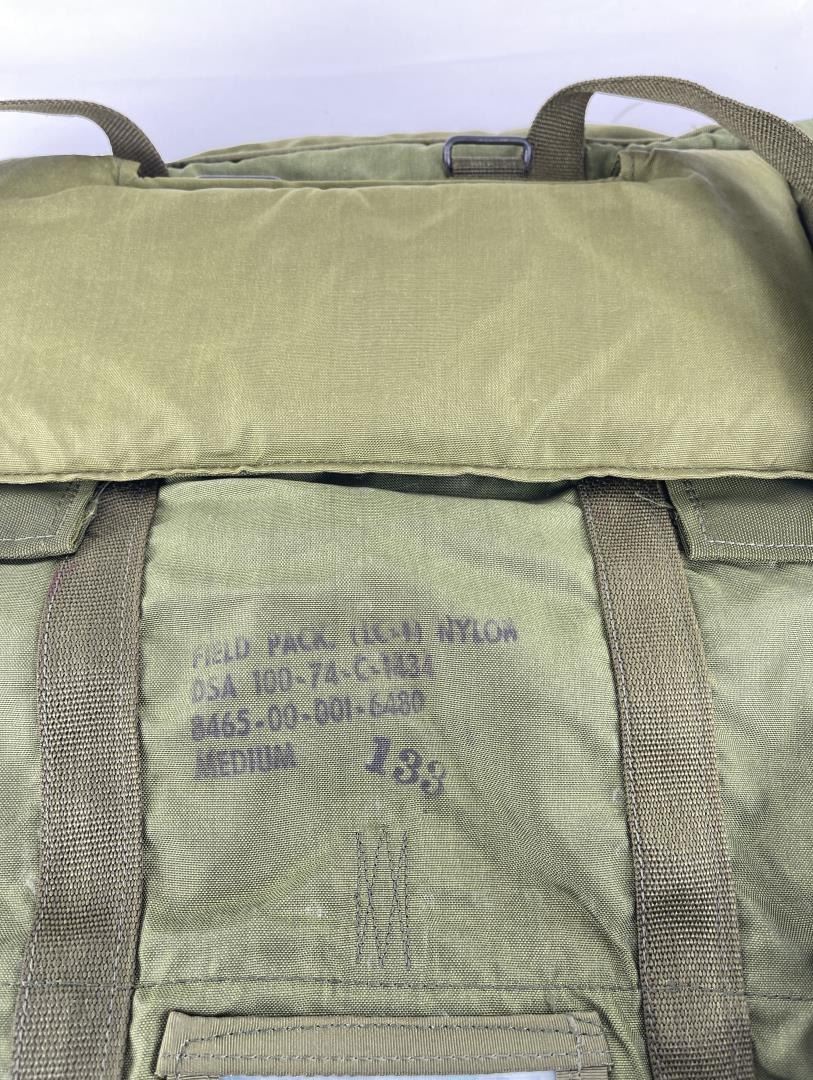 FIELD PACK, (LC-1) NYLON
DSA 100-74-C-1434
8465-00-001-6480
MEDIUM 133